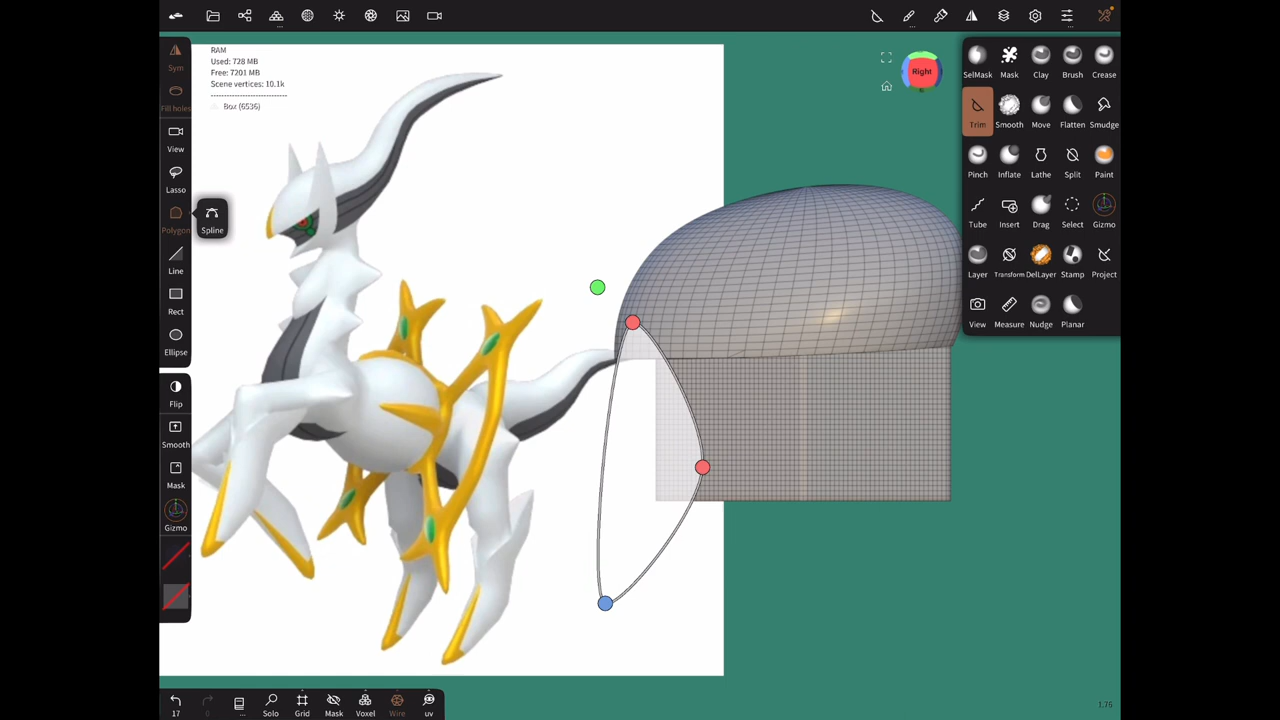 RAM
Used: 728 MB
Free: 7201 MB
Scene vertices: 10.1k
Box (6536)
Right
Sym
Fill holes
View
Lasso
Polygon
Spline
Line
Rect
Ellipse
Flip
Smooth
Mask
Gizmo
SelMask Mask Clay Brush Crease
Trim Smooth Move Flatten Smudge
Pinch Inflate Lathe Split Paint
Tube Insert Drag Select Gizmo
Layer Transform DelLayer Stamp Project
View Measure Nudge Planar
17 0 ... Solo Grid Mask Voxel Wire uv
1.76